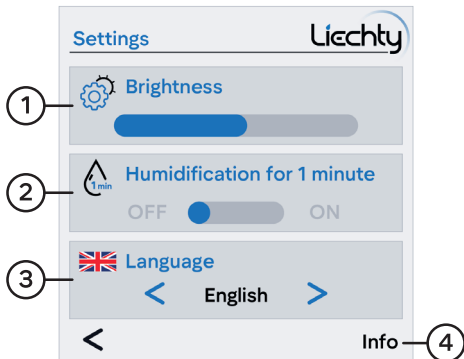 Settings
Liechty
1
Brightness
2
1 min
Humidification for 1 minute
OFF ON
3
Language
< English >
<
Info
4